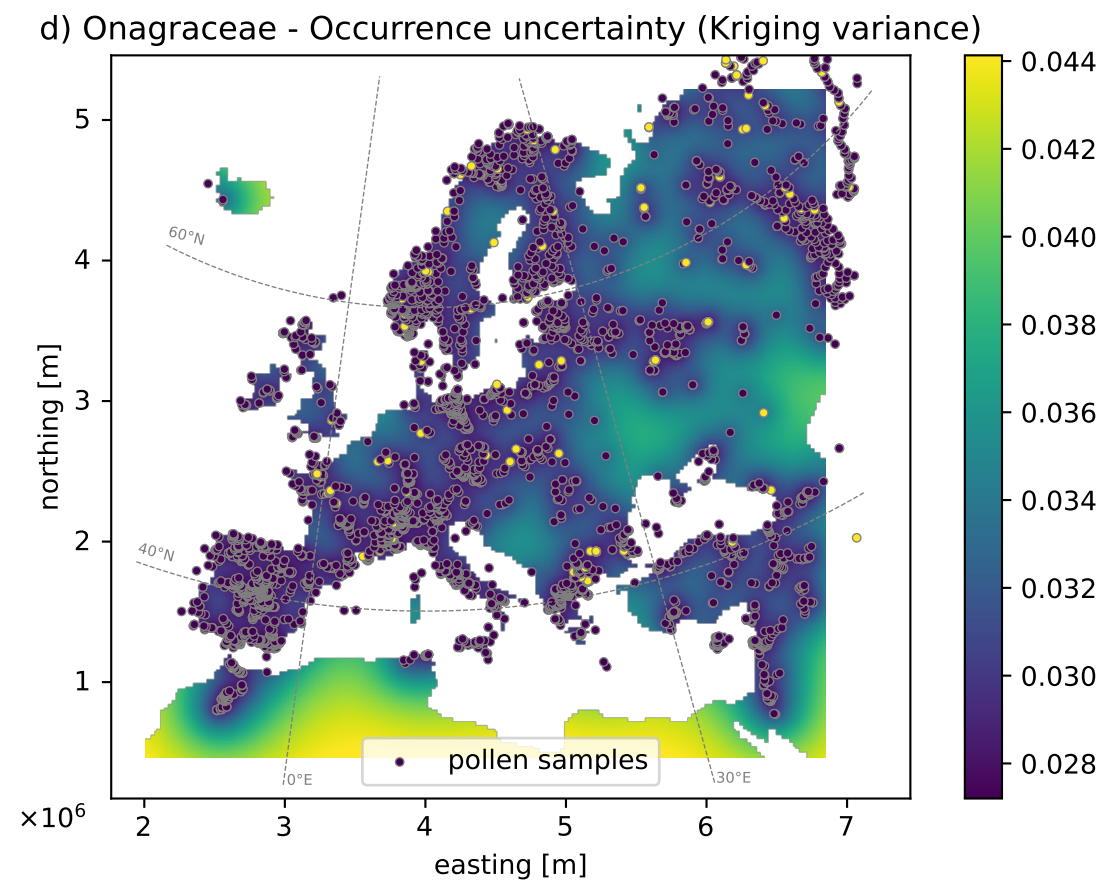 d) Onagraceae - Occurrence uncertainty (Kriging variance)
northing [m]
5
4
3
2
1
60°N
40°N
0°E
30°E
pollen samples
×10⁶
2 3 4 5 6 7
easting [m]
0.044
0.042
0.040
0.038
0.036
0.034
0.032
0.030
0.028